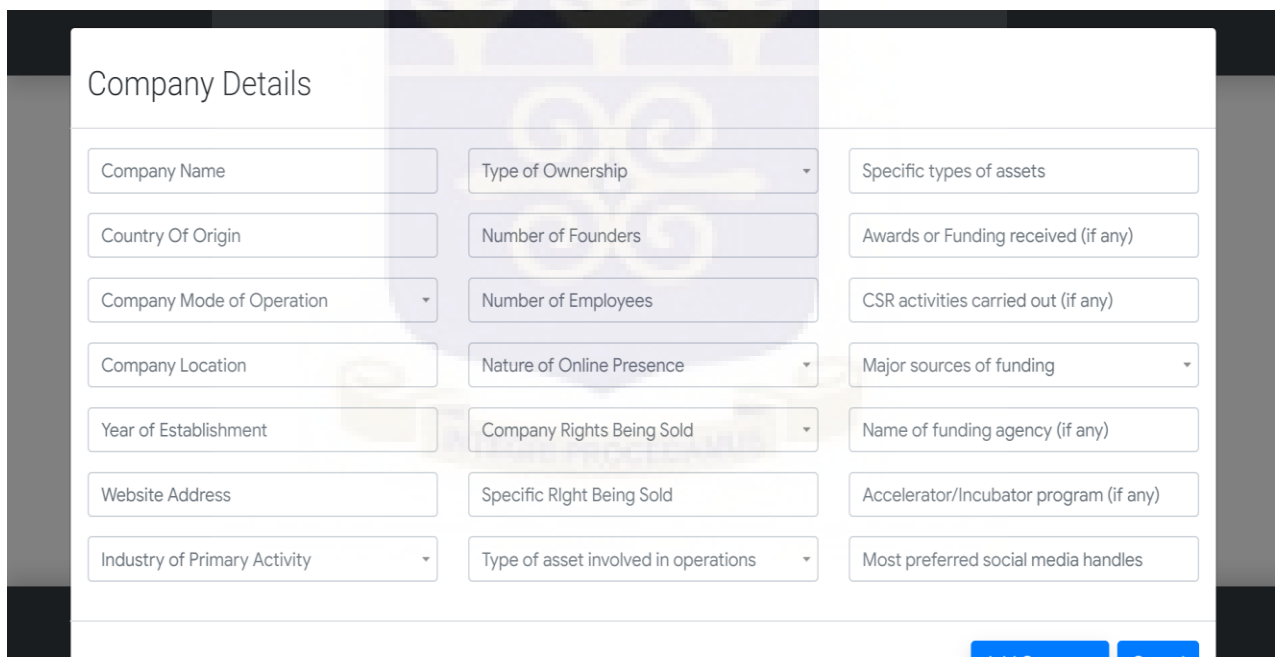 Company Details
Company Name
Type of Ownership
Specific types of assets
Country Of Origin
Number of Founders
Awards or Funding received (if any)
Company Mode of Operation
Number of Employees
CSR activities carried out (if any)
Company Location
Nature of Online Presence
Major sources of funding
Year of Establishment
Company Rights Being Sold
Name of funding agency (if any)
Website Address
Specific RIght Being Sold
Accelerator/Incubator program (if any)
Industry of Primary Activity
Type of asset involved in operations
Most preferred social media handles